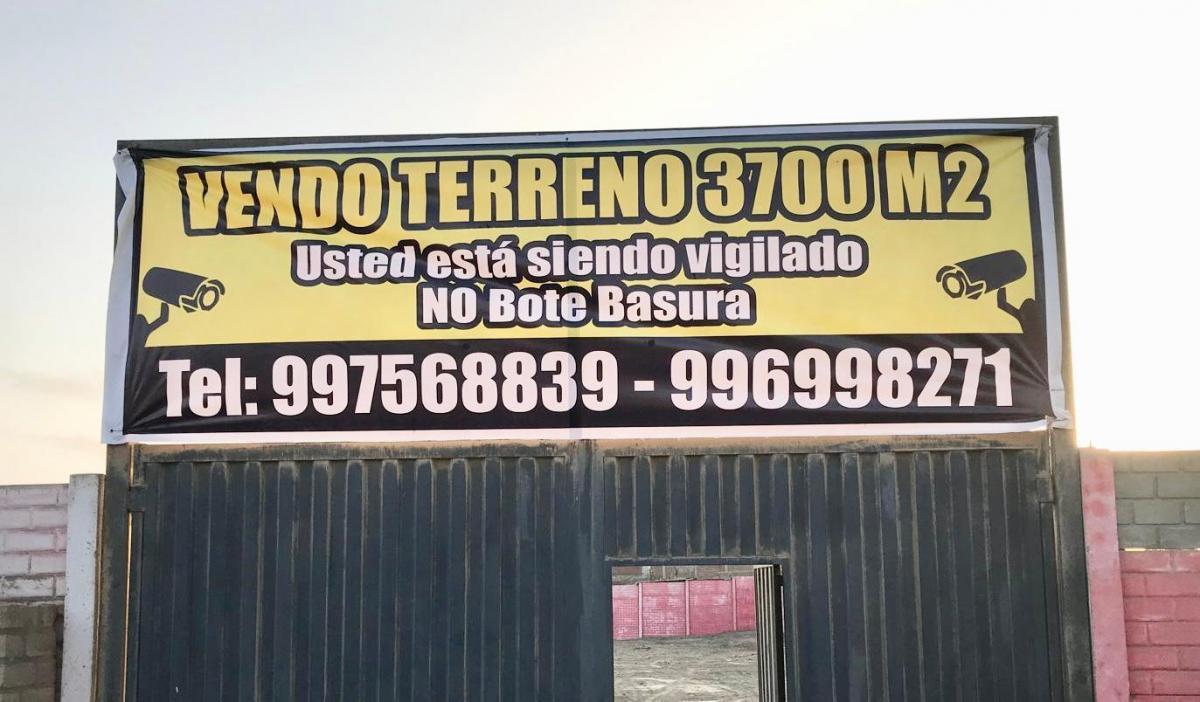 VENDO TERRENO 3700 M2
Usted está siendo vigilado
NO Bote Basura
Tel: 997568839 - 996998271